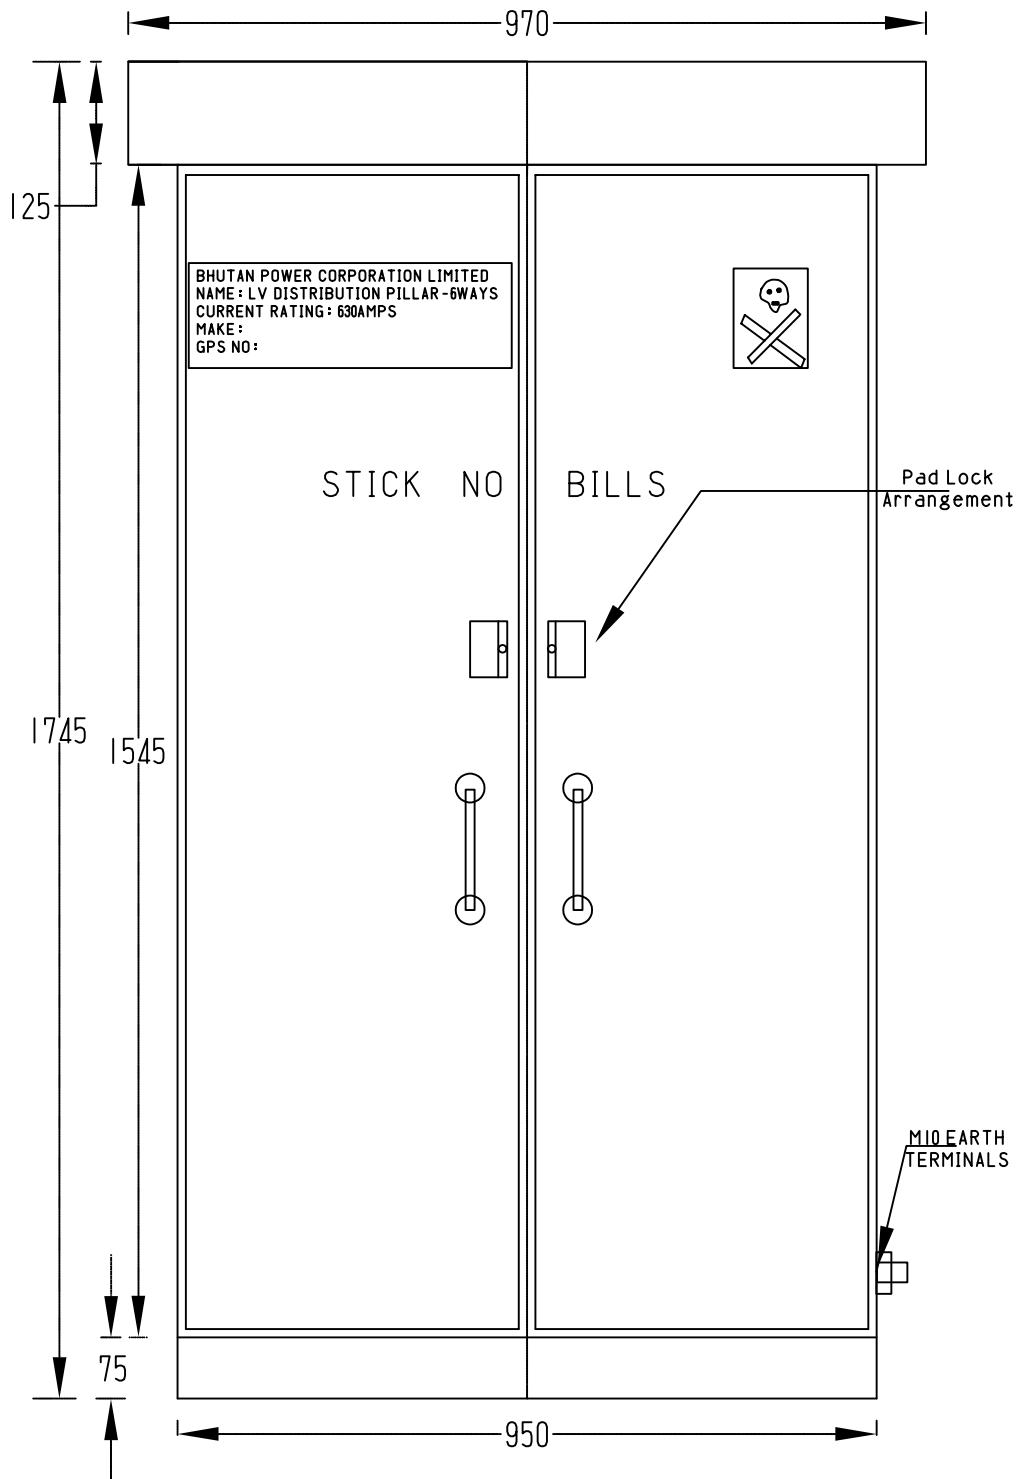 970
125
BHUTAN POWER CORPORATION LIMITED
NAME: LV DISTRIBUTION PILLAR-6WAYS
CURRENT RATING: 630AMPS
MAKE:
GPS NO:
STICK NO BILLS
Pad Lock
Arrangement
1745
1545
M10 EARTH
TERMINALS
75
950